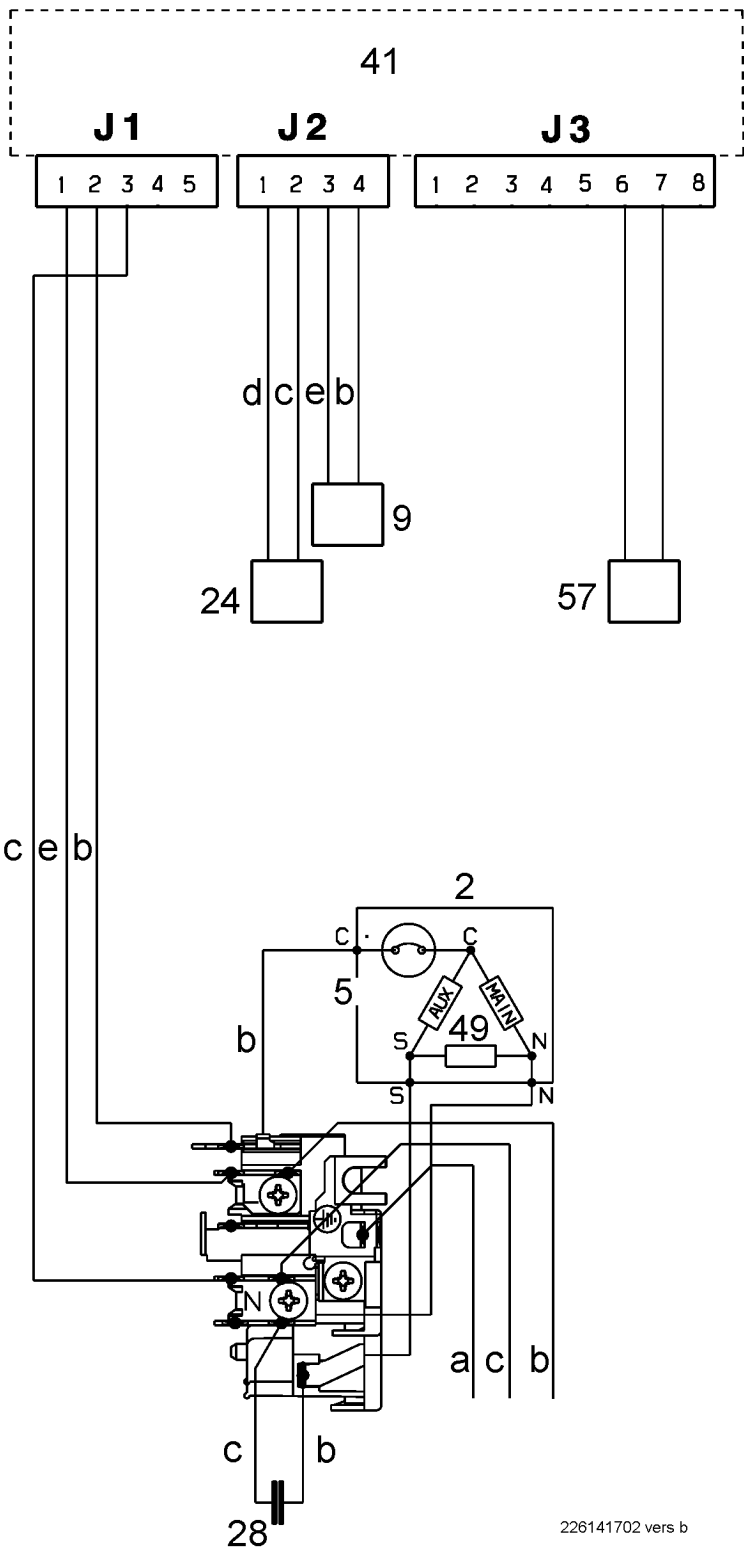 41
J1 J2 J3
1 2 3 4 5 1 2 3 4 1 2 3 4 5 6 7 8
d c e b
9
24 57
c e b
2
C C
5
AUX MAIN
b 49
S N
S N
N
a c b
c b
28
226141702 vers b